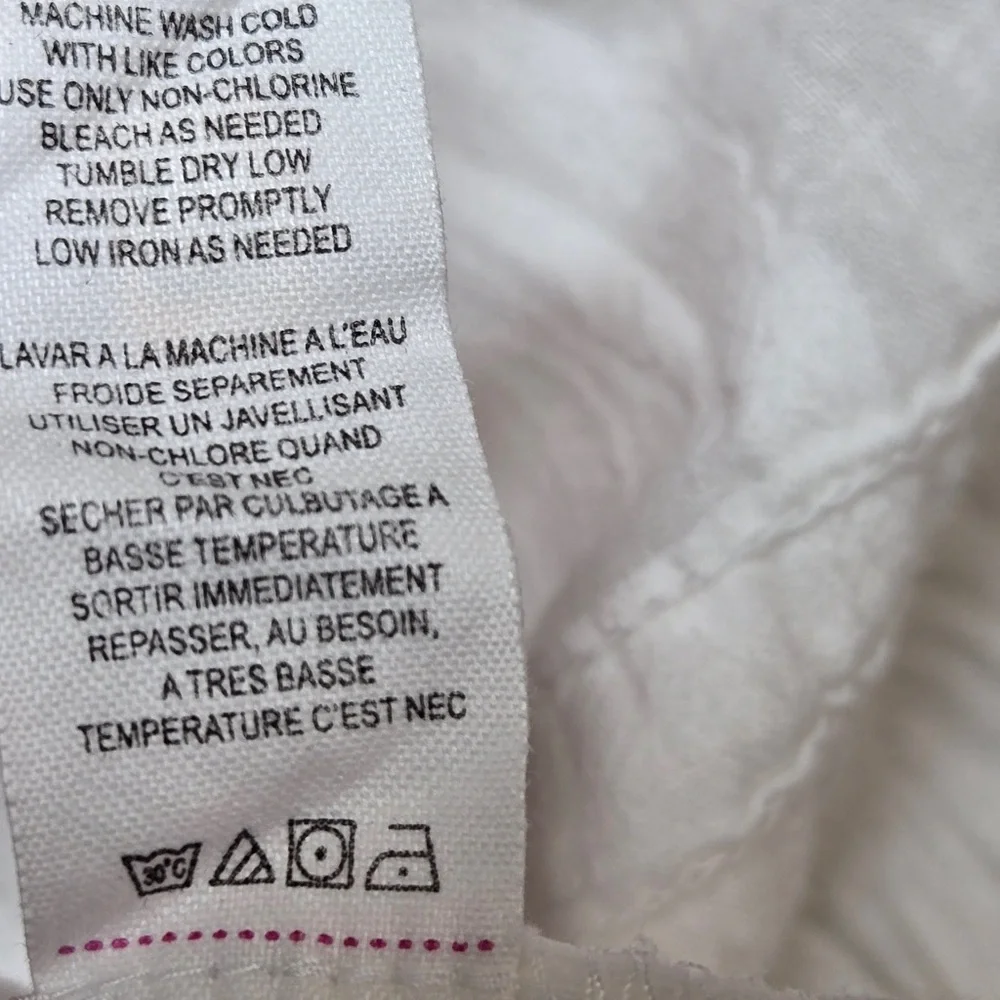 MACHINE WASH COLD
WITH LIKE COLORS
USE ONLY NON-CHLORINE
BLEACH AS NEEDED
TUMBLE DRY LOW
REMOVE PROMPTLY
LOW IRON AS NEEDED
LAVAR A LA MACHINE A L'EAU
FROIDE SEPAREMENT
UTILISER UN JAVELLISANT
NON-CHLORE QUAND
C'EST NEC
SECHER PAR CULBUTAGE A
BASSE TEMPERATURE
SORTIR IMMEDIATEMENT
REPASSER, AU BESOIN,
A TRES BASSE
TEMPERATURE C'EST NEC
30°C